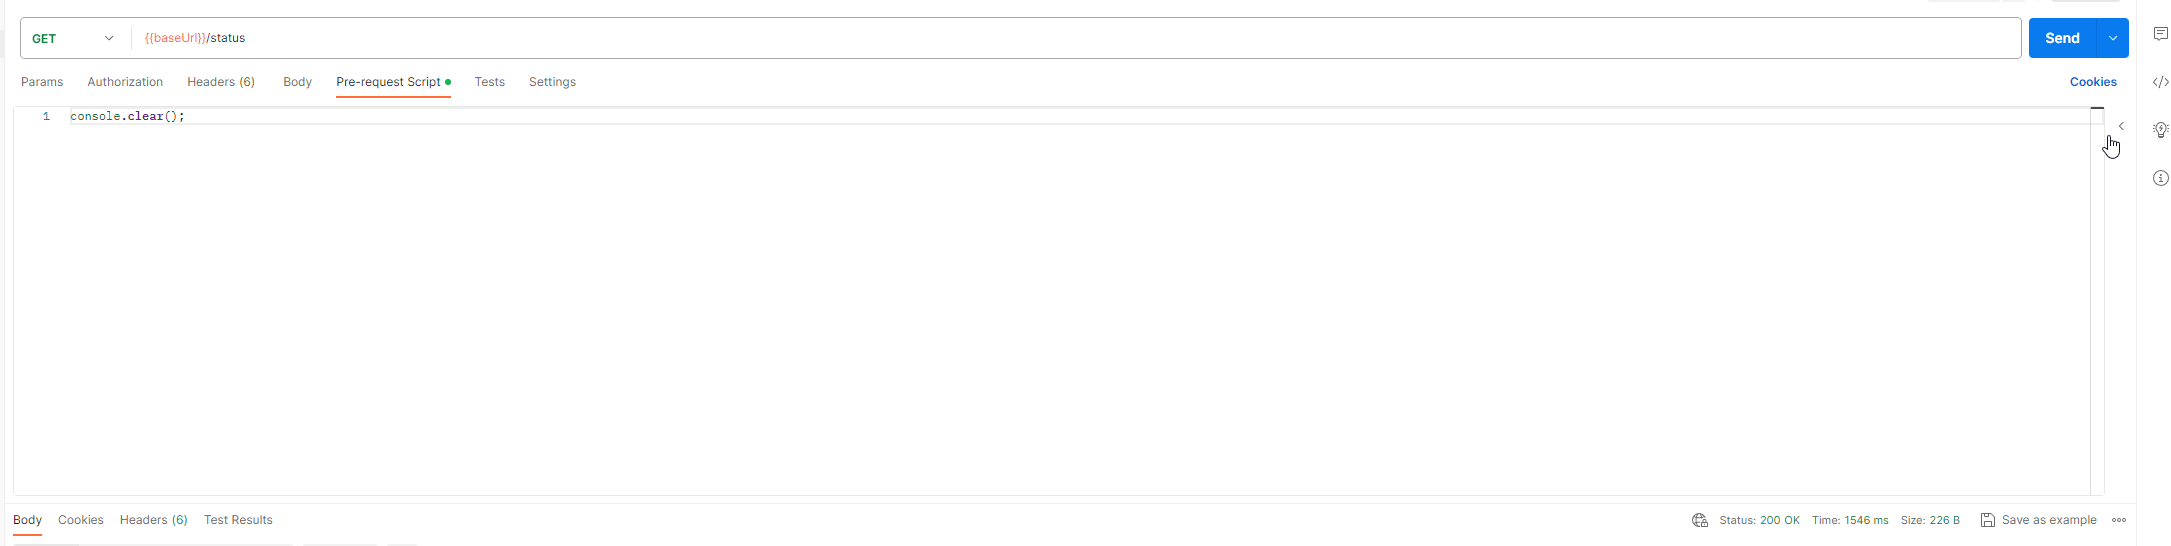 GET {{baseUrl}}/status Send
Params Authorization Headers (6) Body Pre-request Script Tests Settings Cookies
1 console.clear();
Body Cookies Headers (6) Test Results Status: 200 OK Time: 1546 ms Size: 226 B Save as example